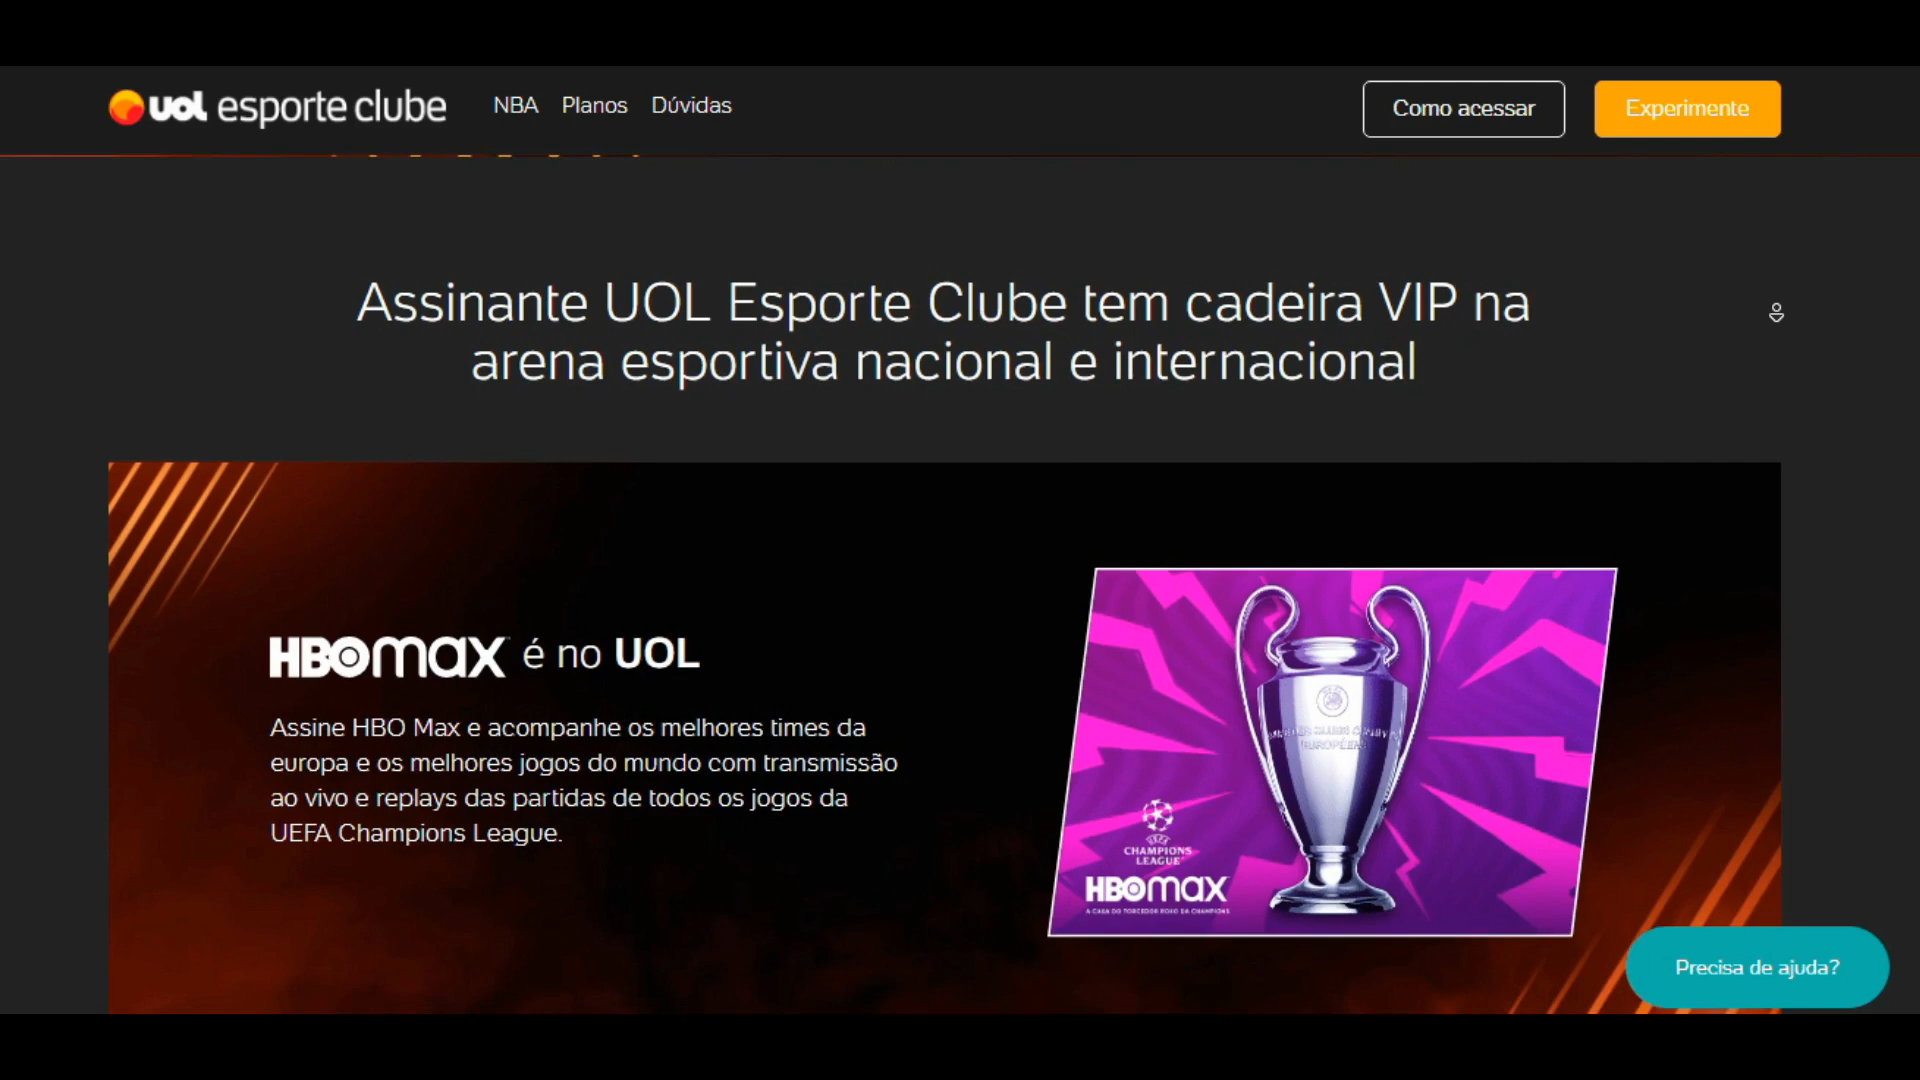 uol esporte clube NBA Planos Dúvidas Como acessar Experimente
Assinante UOL Esporte Clube tem cadeira VIP na
arena esportiva nacional e internacional
HBOmax é no UOL
Assine HBO Max e acompanhe os melhores times da
europa e os melhores jogos do mundo com transmissão
ao vivo e replays das partidas de todos os jogos da
UEFA Champions League.
CHAMPIONS
LEAGUE
HBOmax
Precisa de ajuda?